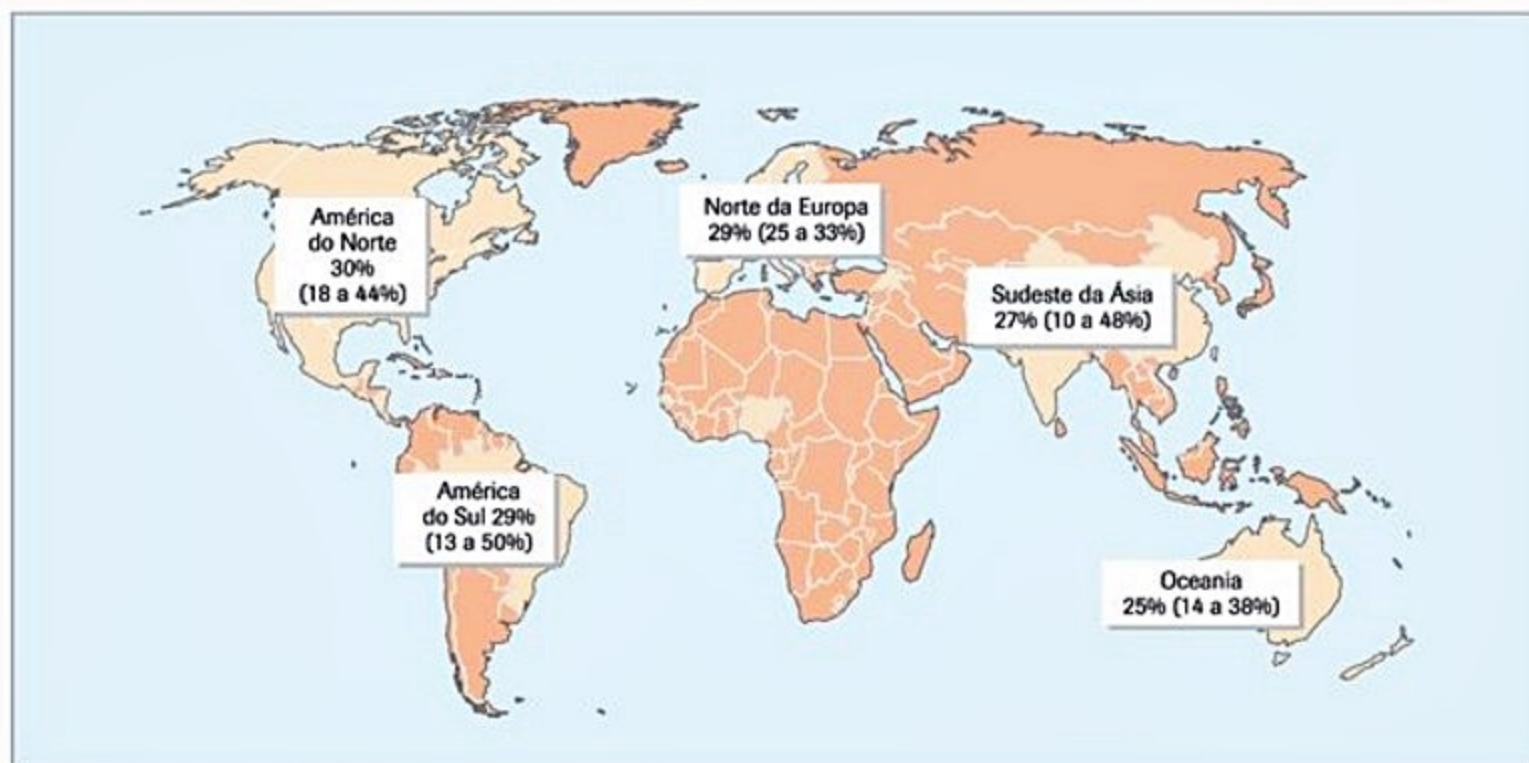 América
do Norte
30%
(18 a 44%)
Norte da Europa
29% (25 a 33%)
Sudeste da Ásia
27% (10 a 48%)
América
do Sul 29%
(13 a 50%)
Oceania
25% (14 a 38%)